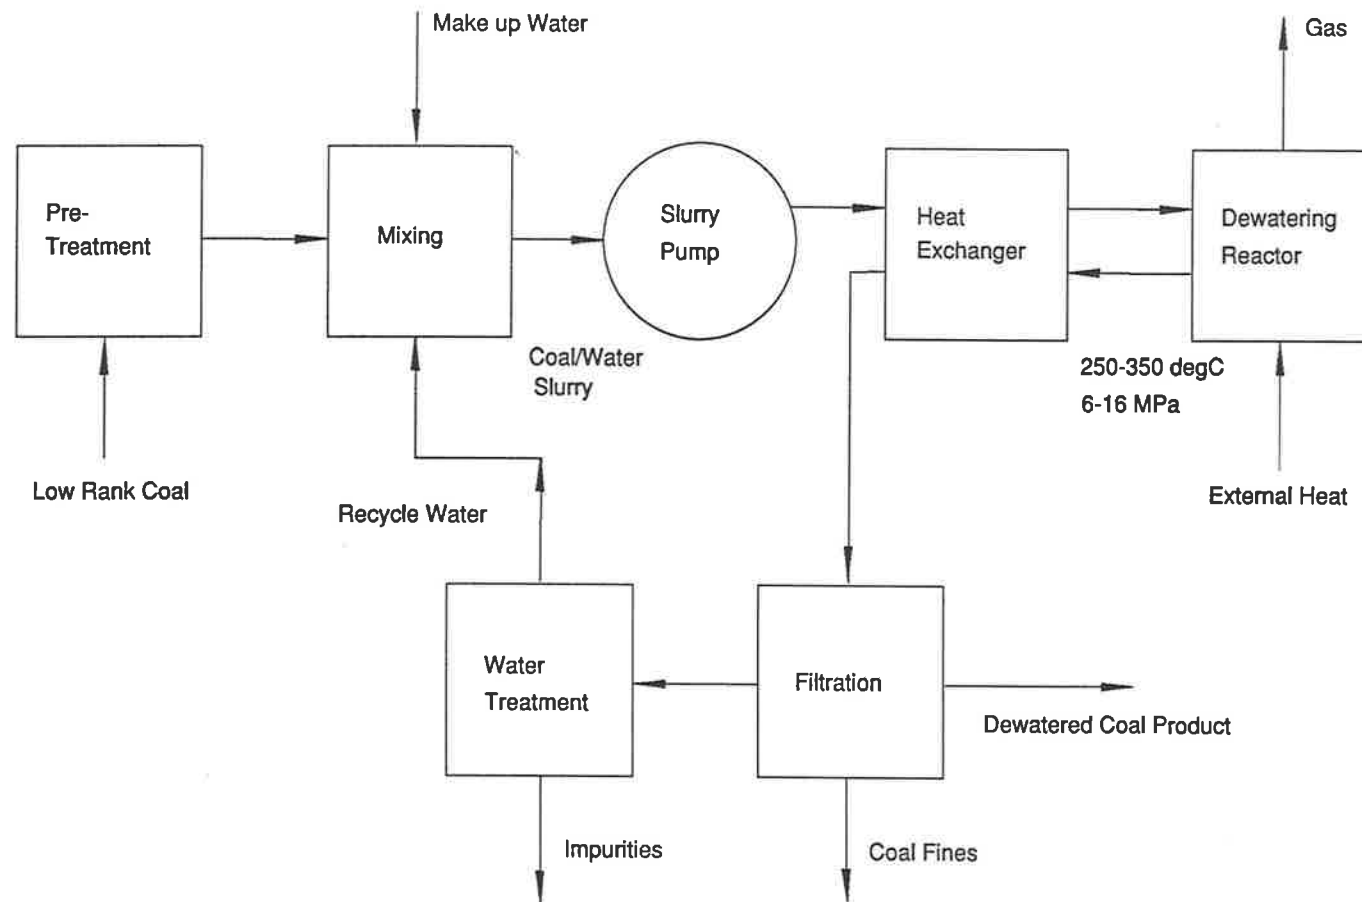 Make up Water
Gas
Pre-
Treatment
Mixing
Slurry
Pump
Heat
Exchanger
Dewatering
Reactor
Coal/Water
Slurry
250-350 degC
6-16 MPa
Low Rank Coal
External Heat
Recycle Water
Water
Treatment
Filtration
Dewatered Coal Product
Impurities
Coal Fines